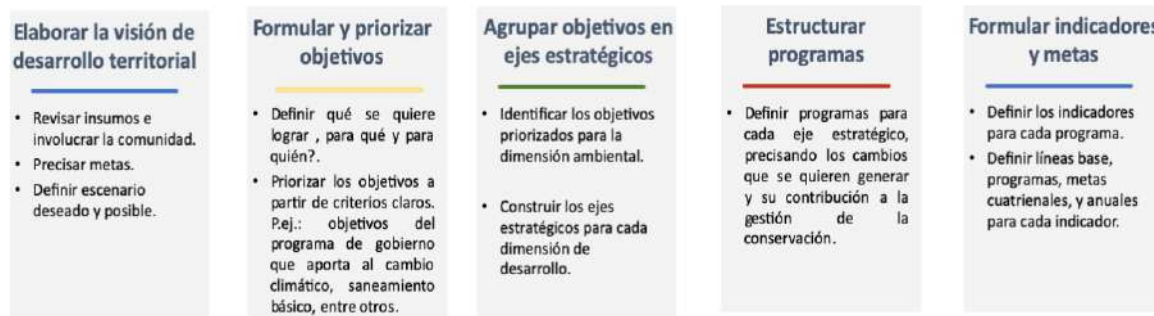 Elaborar la visión de
desarrollo territorial
• Revisar insumos e
involucrar la comunidad.
• Precisar metas.
• Definir escenario
deseado y posible.
Formular y priorizar
objetivos
• Definir qué se quiere
lograr , para qué y para
quién?.
• Priorizar los objetivos a
partir de criterios claros.
P.ej.: objetivos del
programa de gobierno
que aporta al cambio
climático, saneamiento
básico, entre otros.
Agrupar objetivos en
ejes estratégicos
• Identificar los objetivos
priorizados para la
dimensión ambiental.
• Construir los ejes
estratégicos para cada
dimensión de
desarrollo.
Estructurar
programas
• Definir programas para
cada eje estratégico,
precisando los cambios
que se quieren generar
y su contribución a la
gestión de la
conservación.
Formular indicadores
y metas
• Definir los indicadores
para cada programa.
• Definir líneas base,
programas, metas
cuatrienales, y anuales
para cada indicador.